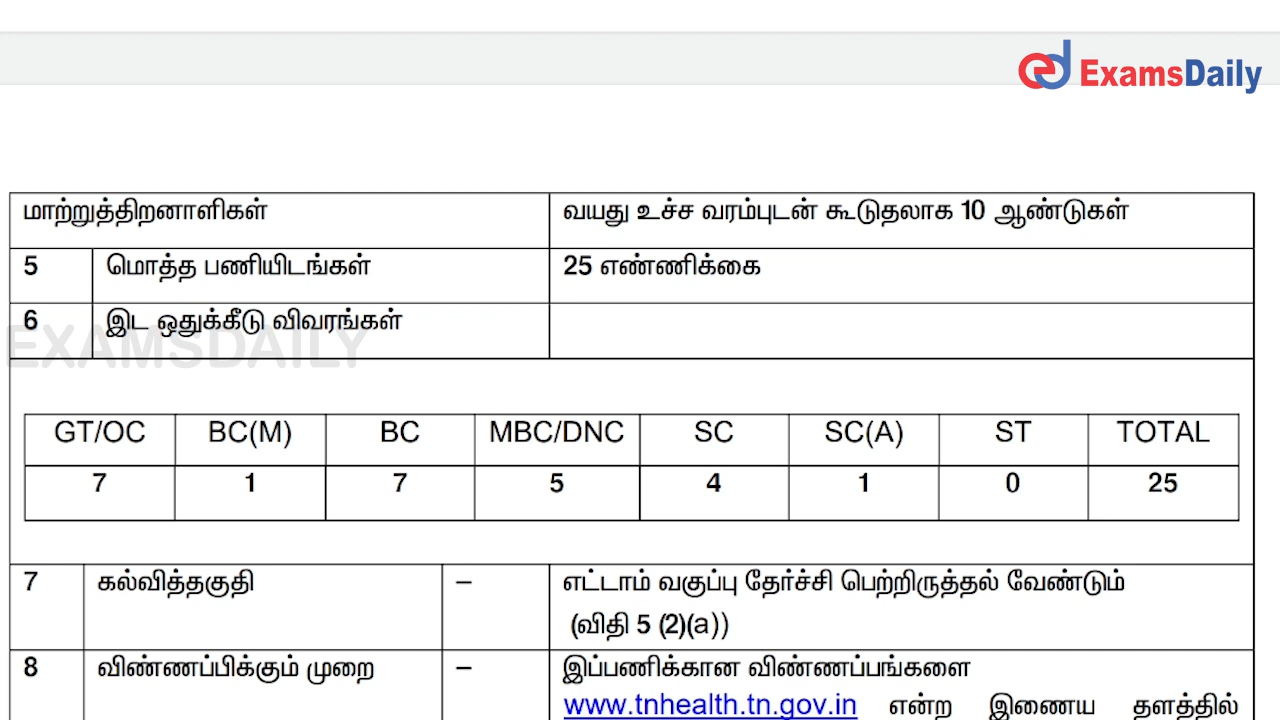 ExamsDaily
மாற்றுத்திறனாளிகள் வயது உச்ச வரம்புடன் கூடுதலாக 10 ஆண்டுகள்
5 மொத்த பணியிடங்கள் 25 எண்ணிக்கை
6 இட ஒதுக்கீடு விவரங்கள்
EXAMSDAILY
GT/OC BC(M) BC MBC/DNC SC SC(A) ST TOTAL
7 1 7 5 4 1 0 25
7 கல்வித்தகுதி – எட்டாம் வகுப்பு தேர்ச்சி பெற்றிருத்தல் வேண்டும்
(விதி 5 (2)(a))
8 விண்ணப்பிக்கும் முறை – இப்பணிக்கான விண்ணப்பங்களை
www.tnhealth.tn.gov.in என்ற இணைய தளத்தில்